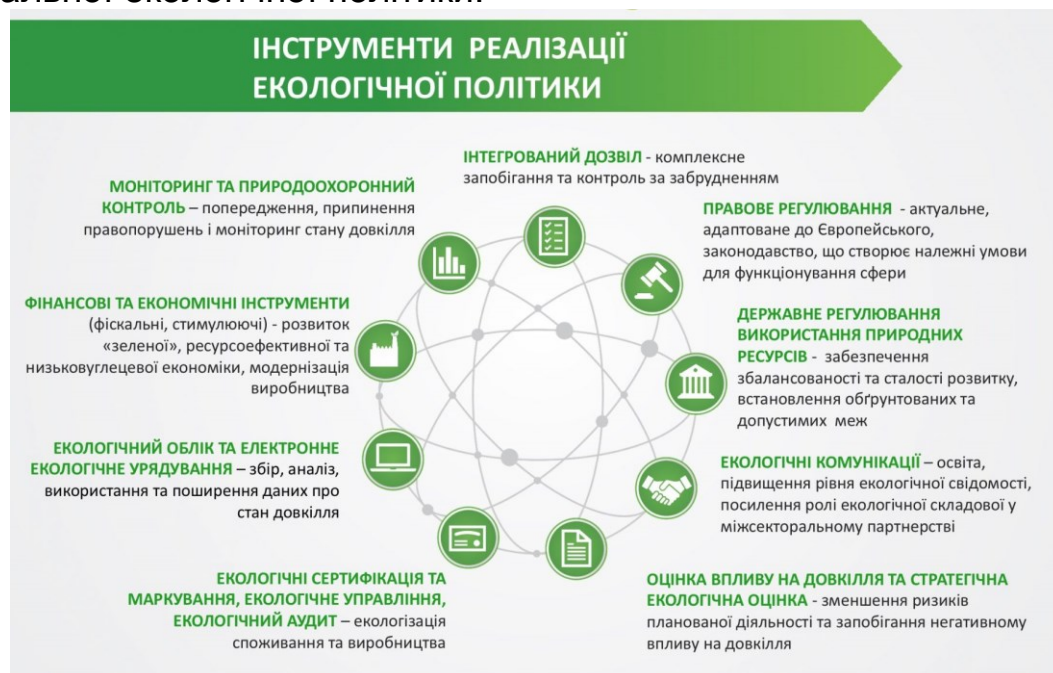 ІНСТРУМЕНТИ РЕАЛІЗАЦІЇ
ЕКОЛОГІЧНОЇ ПОЛІТИКИ
ІНТЕГРОВАНИЙ ДОЗВІЛ - комплексне
запобігання та контроль за забрудненням
ПРАВОВЕ РЕГУЛЮВАННЯ - актуальне,
адаптоване до Європейського,
законодавство, що створює належні умови
для функціонування сфери
ДЕРЖАВНЕ РЕГУЛЮВАННЯ
ВИКОРИСТАННЯ ПРИРОДНИХ
РЕСУРСІВ - забезпечення
збалансованості та сталості розвитку,
встановлення обґрунтованих та
допустимих меж
ЕКОЛОГІЧНІ КОМУНІКАЦІЇ – освіта,
підвищення рівня екологічної свідомості,
посилення ролі екологічної складової у
міжсекторальному партнерстві
ОЦІНКА ВПЛИВУ НА ДОВКІЛЛЯ ТА СТРАТЕГІЧНА
ЕКОЛОГІЧНА ОЦІНКА - зменшення ризиків
планованої діяльності та запобігання негативному
впливу на довкілля
ЕКОЛОГІЧНІ СЕРТИФІКАЦІЯ ТА
МАРКУВАННЯ, ЕКОЛОГІЧНЕ УПРАВЛІННЯ,
ЕКОЛОГІЧНИЙ АУДИТ – екологізація
споживання та виробництва
ЕКОЛОГІЧНИЙ ОБЛІК ТА ЕЛЕКТРОННЕ
ЕКОЛОГІЧНЕ УРЯДУВАННЯ – збір, аналіз,
використання та поширення даних про
стан довкілля
ФІНАНСОВІ ТА ЕКОНОМІЧНІ ІНСТРУМЕНТИ
(фіскальні, стимулюючі) - розвиток
«зеленої», ресурсоефективної та
низьковуглецевої економіки, модернізація
виробництва
МОНІТОРИНГ ТА ПРИРОДООХОРОННИЙ
КОНТРОЛЬ – попередження, припинення
правопорушень і моніторинг стану довкілля